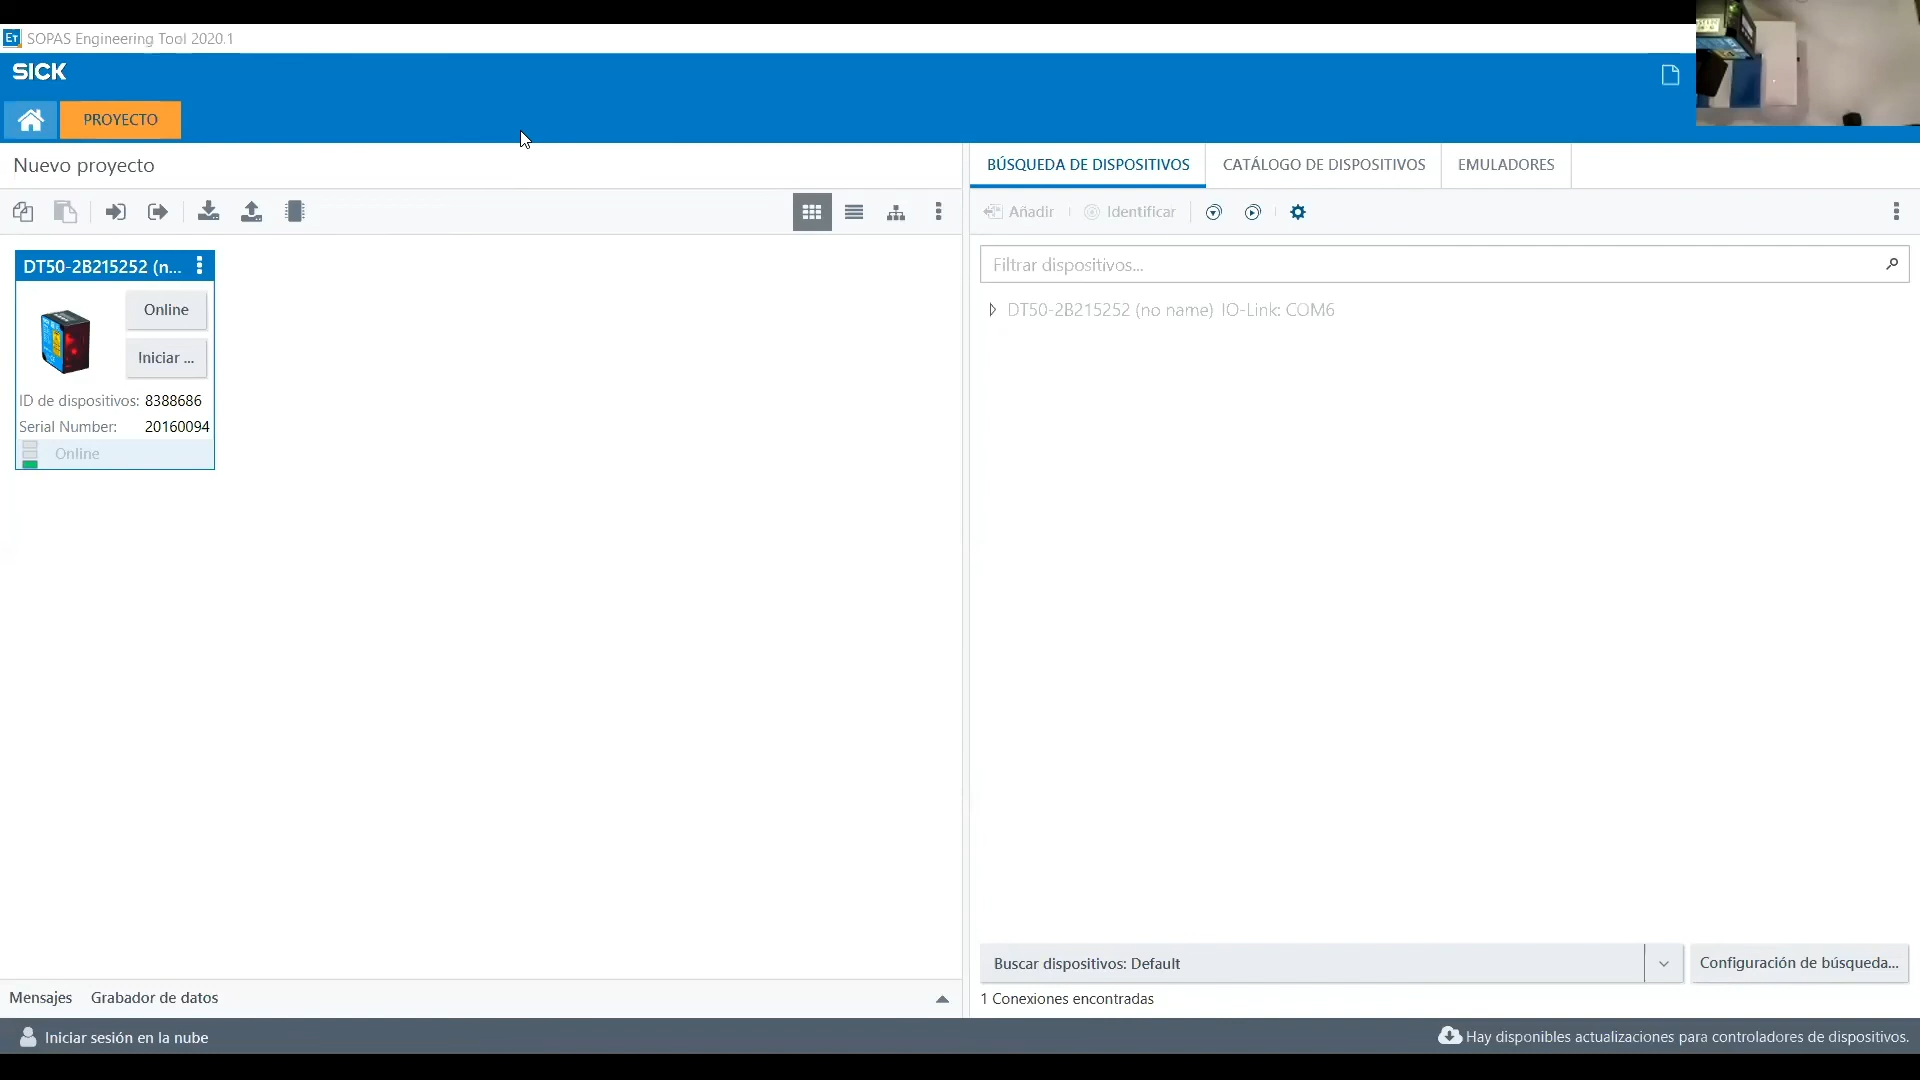 SOPAS Engineering Tool 2020.1
SICK
PROYECTO
Nuevo proyecto
BÚSQUEDA DE DISPOSITIVOS
CATÁLOGO DE DISPOSITIVOS
EMULADORES
Añadir
Identificar
DT50-2B215252 (n...
Online
Iniciar ...
ID de dispositivos: 8388686
Serial Number: 20160094
Online
Filtrar dispositivos...
DT50-2B215252 (no name) IO-Link: COM6
Buscar dispositivos: Default
Configuración de búsqueda...
1 Conexiones encontradas
Mensajes
Grabador de datos
Iniciar sesión en la nube
Hay disponibles actualizaciones para controladores de dispositivos.